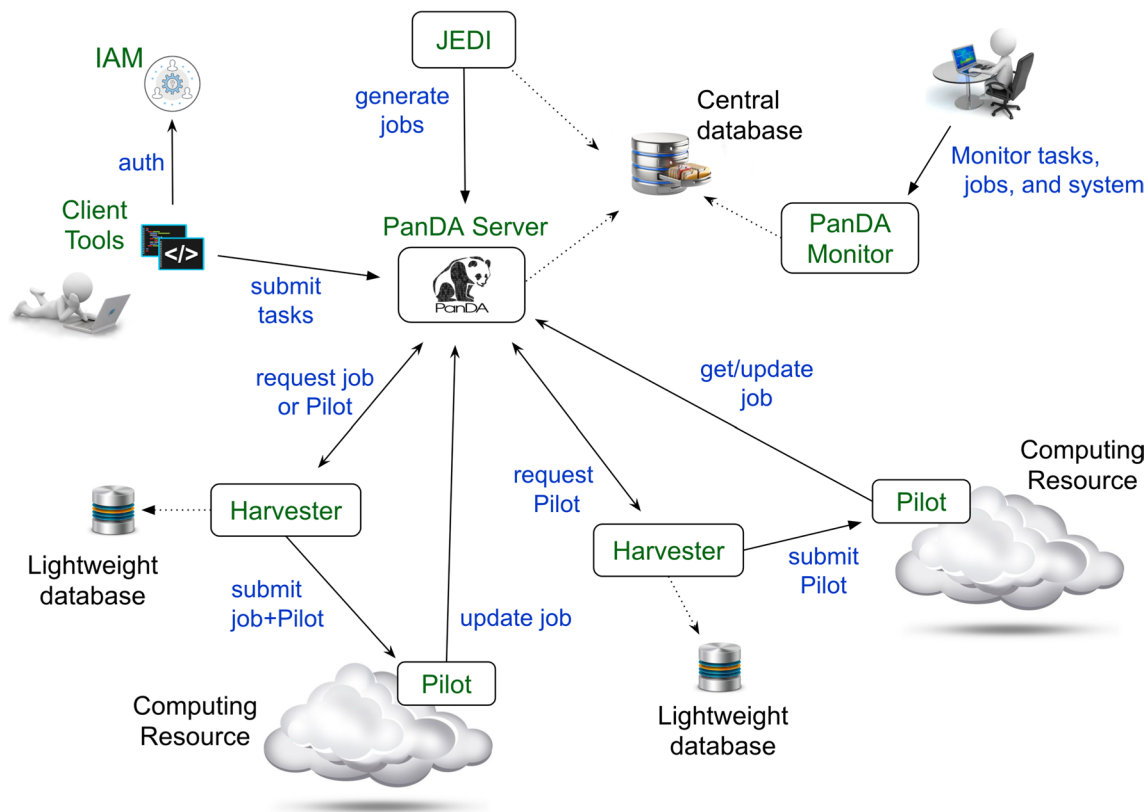 IAM
JEDI
generate
jobs
Central
database
auth
Monitor tasks,
jobs, and system
Client
Tools
</>
PanDA Server
PanDA
PanDA
Monitor
submit
tasks
request job
or Pilot
get/update
job
Computing
Resource
request
Pilot
Pilot
Harvester
Harvester
Lightweight
database
submit
job+Pilot
update job
submit
Pilot
Pilot
Computing
Resource
Lightweight
database